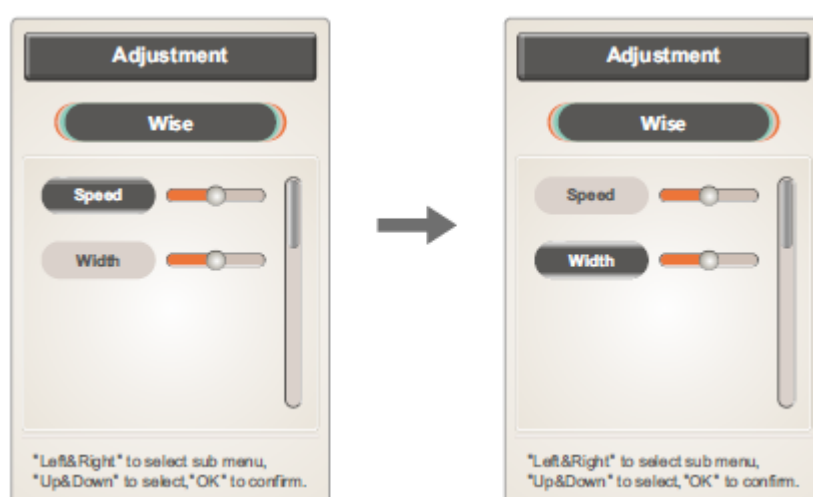 Adjustment
Wise
Speed
Width
"Left&Right" to select sub menu,
"Up&Down" to select,"OK" to confirm.
Adjustment
Wise
Speed
Width
"Left&Right" to select sub menu,
"Up&Down" to select,"OK" to confirm.